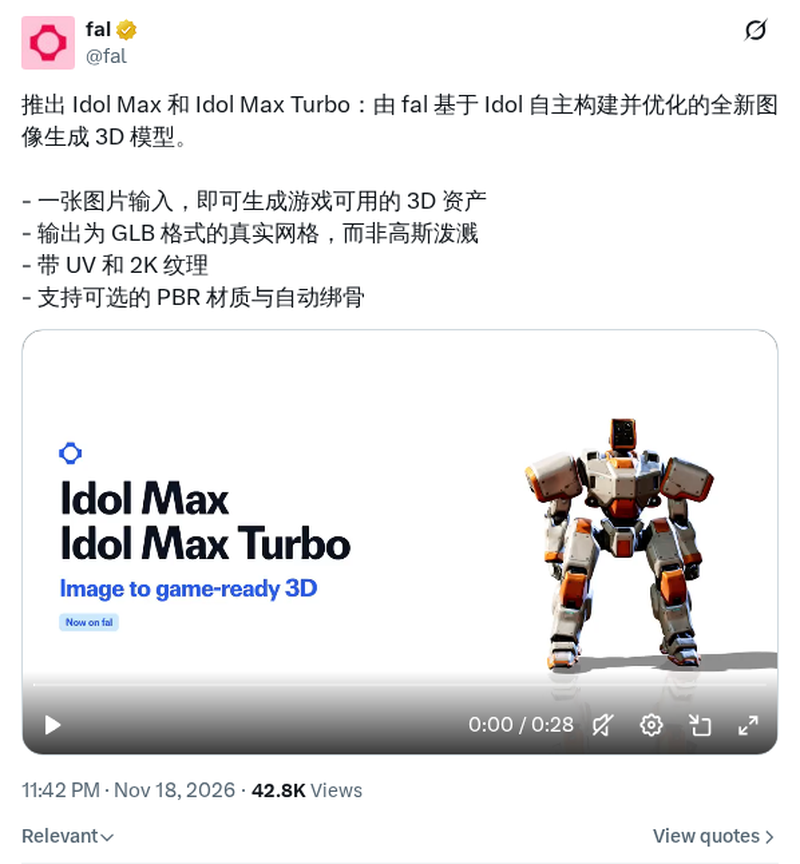 fal
@fal
推出 Idol Max 和 Idol Max Turbo：由 fal 基于 Idol 自主构建并优化的全新图
像生成 3D 模型。
- 一张图片输入，即可生成游戏可用的 3D 资产
- 输出为 GLB 格式的真实网格，而非高斯泼溅
- 带 UV 和 2K 纹理
- 支持可选的 PBR 材质与自动绑骨
Idol Max
Idol Max Turbo
Image to game-ready 3D
Now on fal
0:00 / 0:28
11:42 PM · Nov 18, 2026 · 42.8K Views
Relevant
View quotes